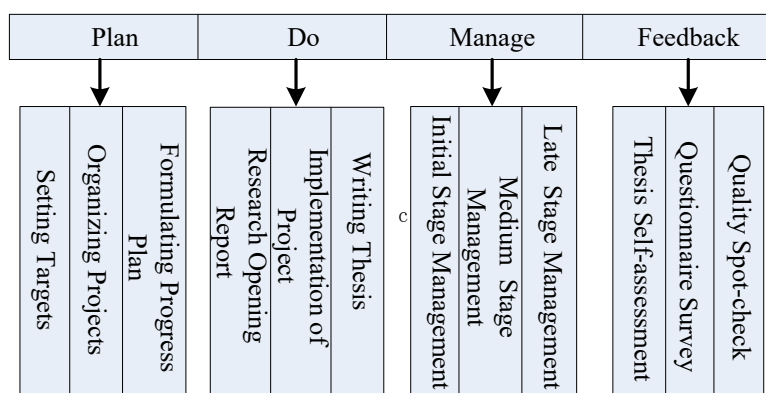 Plan
Do
Manage
Feedback
Setting Targets
Organizing Projects
Formulating Progress
Plan
Research Opening
Report
Implementation of
Project
Writing Thesis
c
Initial Stage Management
Medium Stage
Management
Late Stage Management
Thesis Self-assessment
Questionnaire Survey
Quality Spot-check